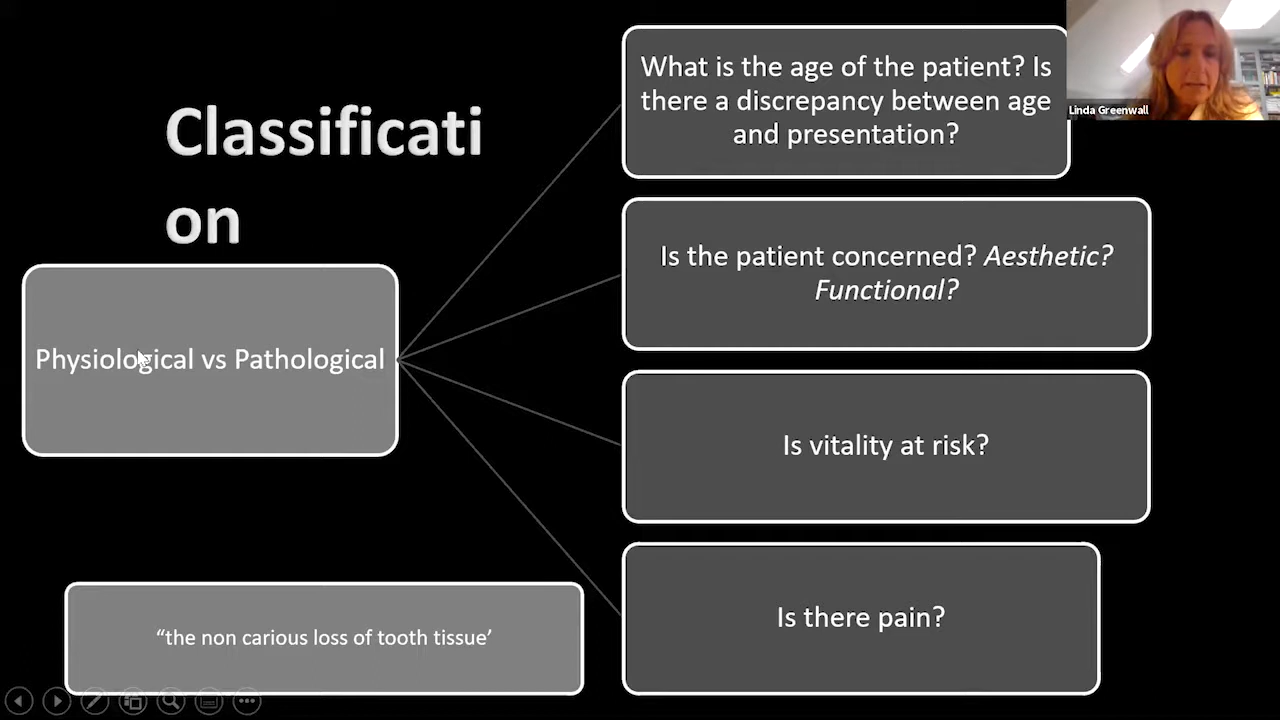 Classificati
on
Physiological vs Pathological
“the non carious loss of tooth tissue’
What is the age of the patient? Is
there a discrepancy between age
and presentation?
Is the patient concerned? Aesthetic?
Functional?
Is vitality at risk?
Is there pain?
Linda Greenwall